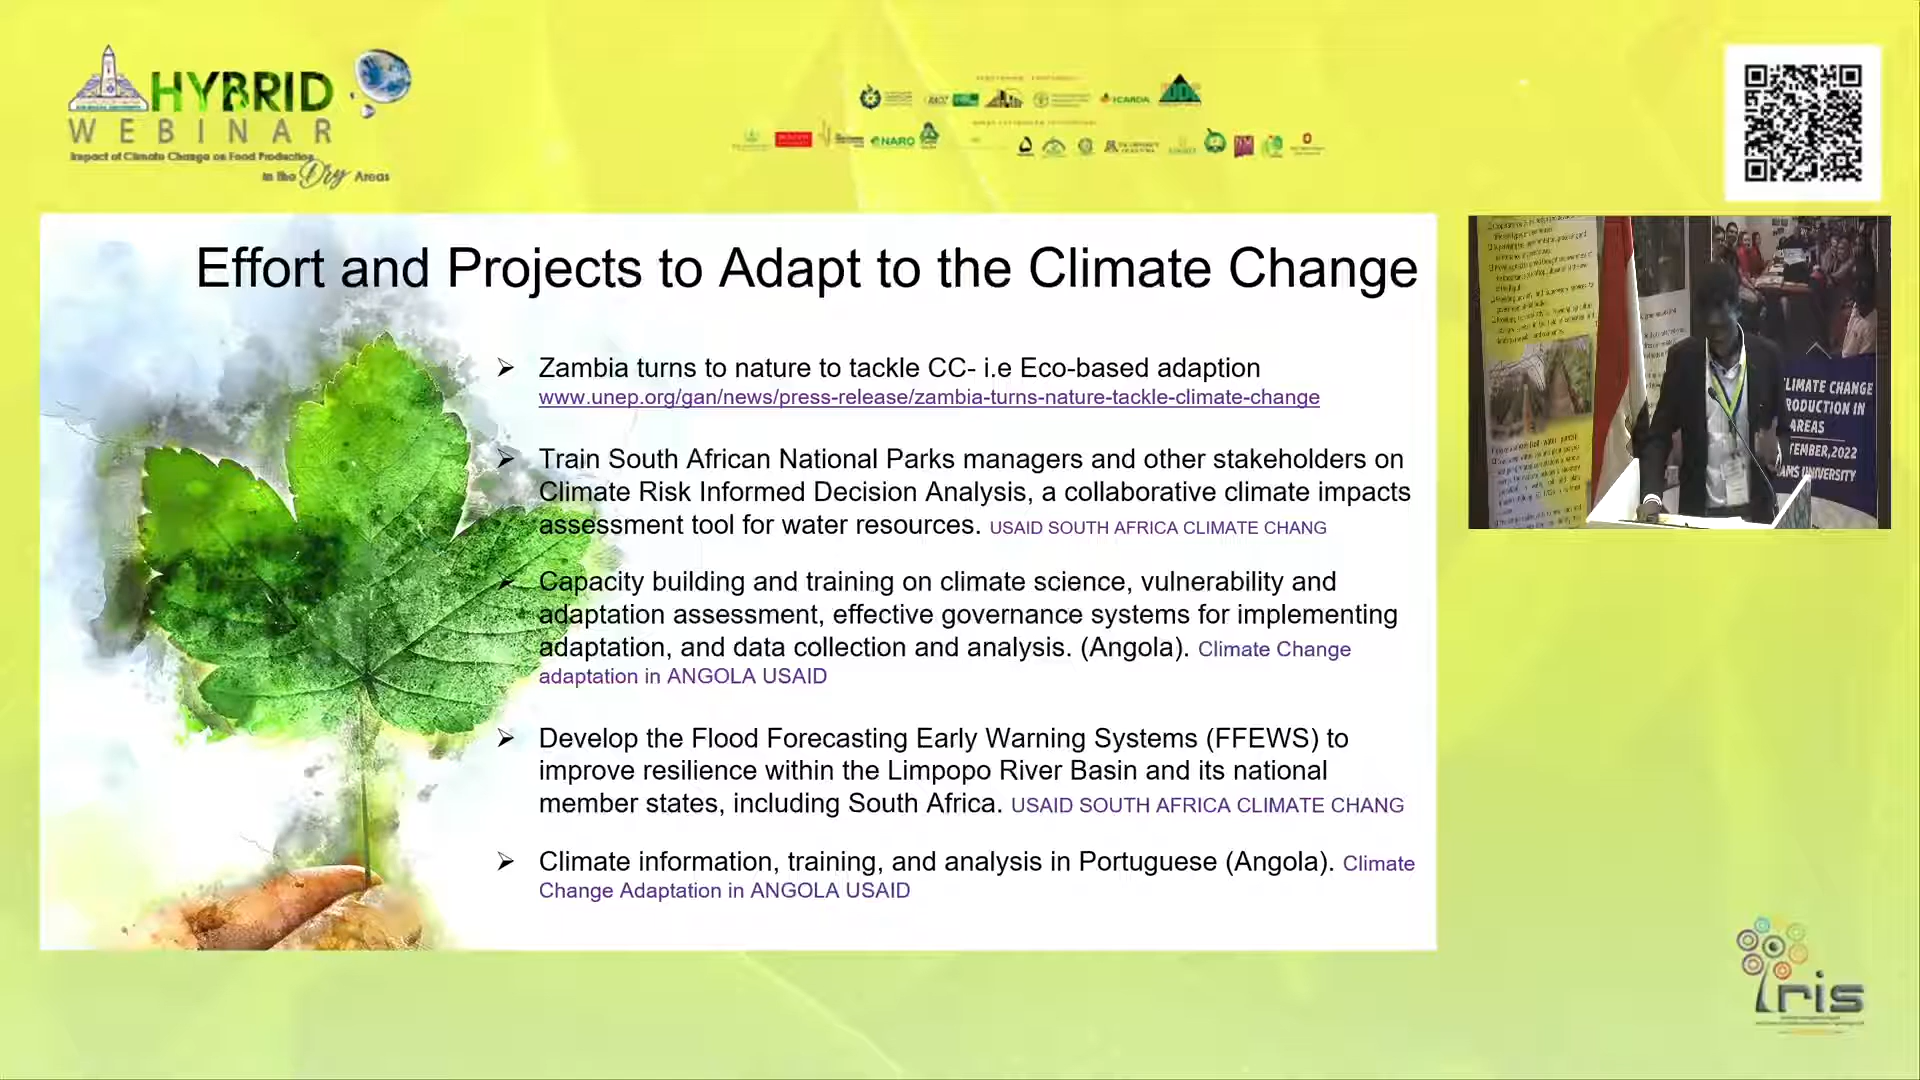 HYBRID
WEBINAR
Impact of Climate Change on Food Production
in the Dry Areas
ICARDA
NARO
Effort and Projects to Adapt to the Climate Change
➢ Zambia turns to nature to tackle CC- i.e Eco-based adaption
www.unep.org/gan/news/press-release/zambia-turns-nature-tackle-climate-change
➢ Train South African National Parks managers and other stakeholders on
Climate Risk Informed Decision Analysis, a collaborative climate impacts
assessment tool for water resources. USAID SOUTH AFRICA CLIMATE CHANG
➢ Capacity building and training on climate science, vulnerability and
adaptation assessment, effective governance systems for implementing
adaptation, and data collection and analysis. (Angola). Climate Change
adaptation in ANGOLA USAID
➢ Develop the Flood Forecasting Early Warning Systems (FFEWS) to
improve resilience within the Limpopo River Basin and its national
member states, including South Africa. USAID SOUTH AFRICA CLIMATE CHANG
➢ Climate information, training, and analysis in Portuguese (Angola). Climate
Change Adaptation in ANGOLA USAID
LIMATE CHANGE
RODUCTION IN
AREAS
TEMBER,2022
AMS UNIVERSITY
iris